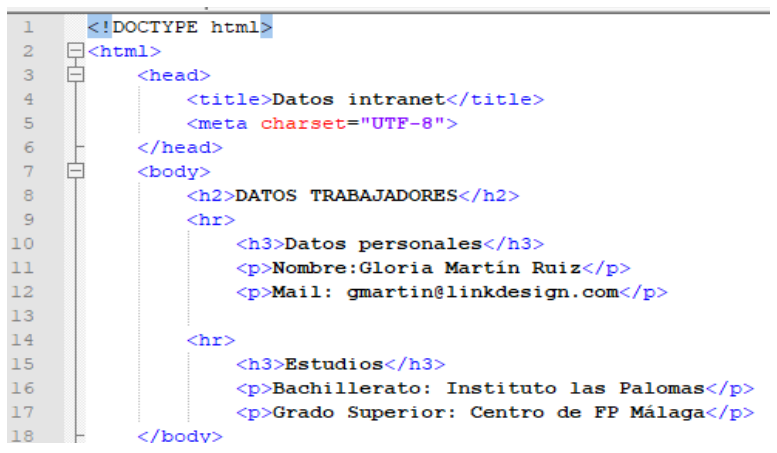 1 <!DOCTYPE html>
2 <html>
3 <head>
4 <title>Datos intranet</title>
5 <meta charset="UTF-8">
6 </head>
7 <body>
8 <h2>DATOS TRABAJADORES</h2>
9 <hr>
10 <h3>Datos personales</h3>
11 <p>Nombre:Gloria Martín Ruiz</p>
12 <p>Mail: gmartin@linkdesign.com</p>
13
14 <hr>
15 <h3>Estudios</h3>
16 <p>Bachillerato: Instituto las Palomas</p>
17 <p>Grado Superior: Centro de FP Málaga</p>
18 </body>